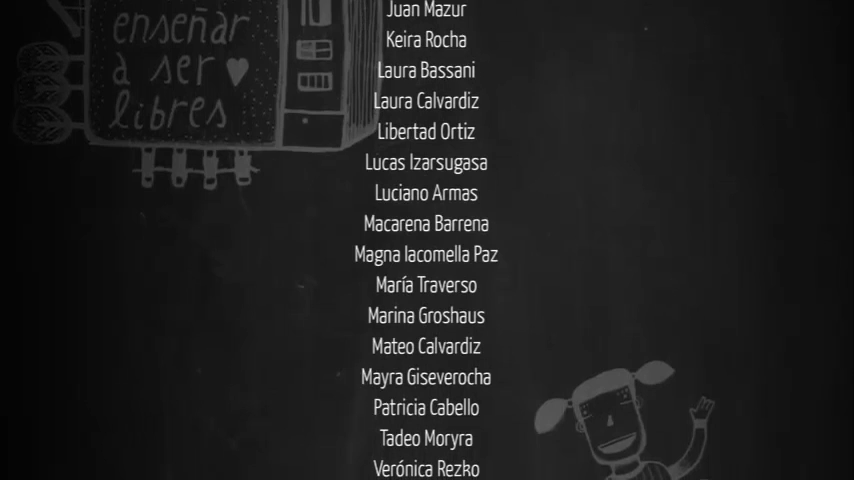 enseñar
a ser
libres
Juan Mazur
Keira Rocha
Laura Bassani
Laura Calvardiz
Libertad Ortiz
Lucas Izarsugasa
Luciano Armas
Macarena Barrena
Magna Iacomella Paz
María Traverso
Marina Groshaus
Mateo Calvardiz
Mayra Giseverocha
Patricia Cabello
Tadeo Moryra
Verónica Rezko